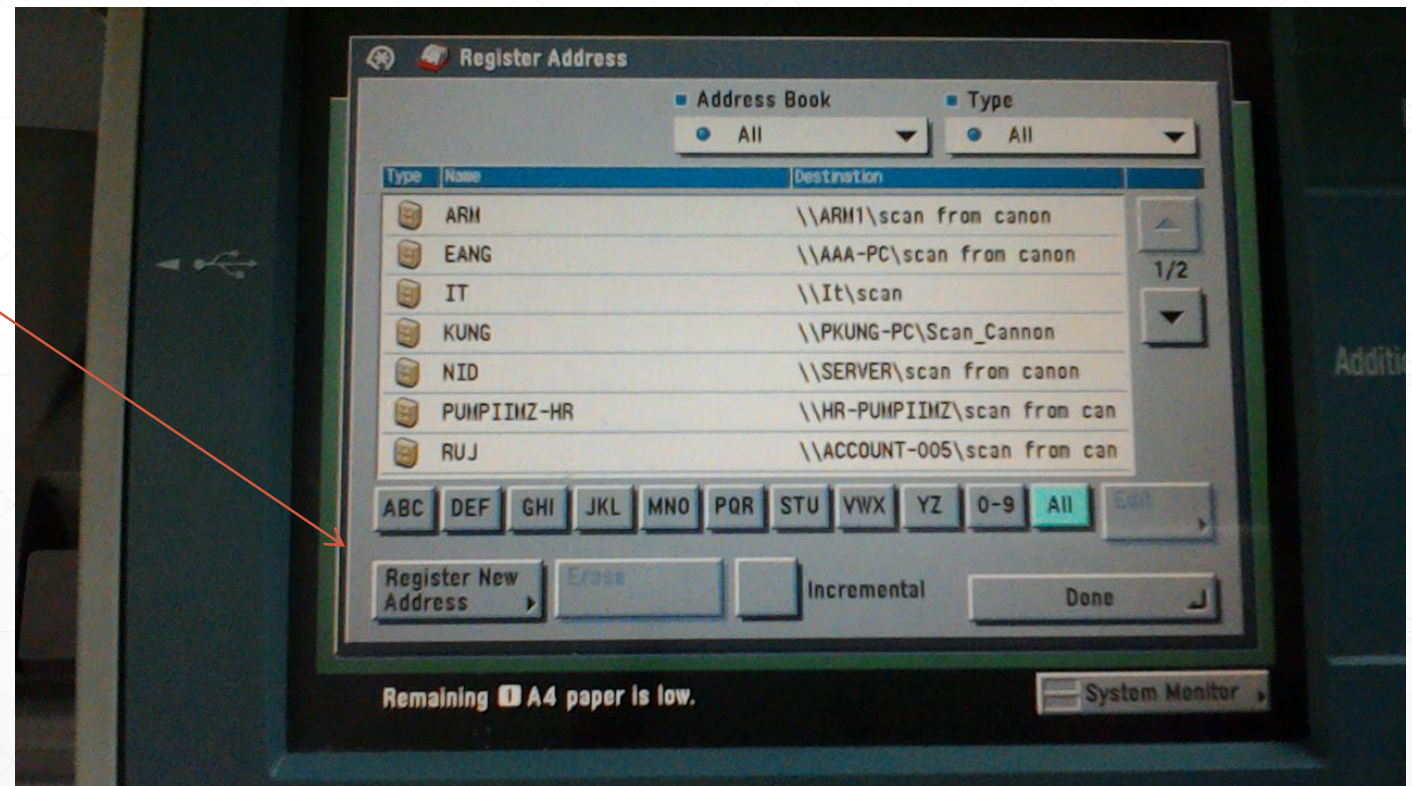 Register Address
Address Book Type
All All
Type Name Destination
ARM \\ARM1\scan from canon
EANG \\AAA-PC\scan from canon
1/2
IT \\It\scan
KUNG \\PKUNG-PC\Scan_Cannon
NID \\SERVER\scan from canon
PUMPIIMZ-HR \\HR-PUMPIIMZ\scan from can
RUJ \\ACCOUNT-005\scan from can
ABC DEF GHI JKL MNO PQR STU VWX YZ 0-9 All Edit
Register New
Address
Erase
Incremental
Done
Remaining 1 A4 paper is low.
System Monitor